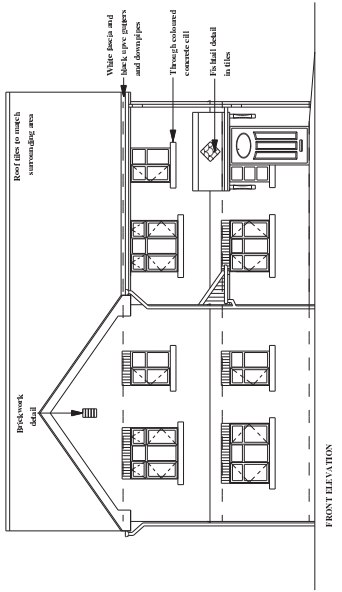 White fascia and
black upvc gutters
and downpipes
Through coloured
concrete cill
Fishtail detail
in tiles
Roof tiles to match
surrounding area
Brickwork
detail
FRONT ELEVATION